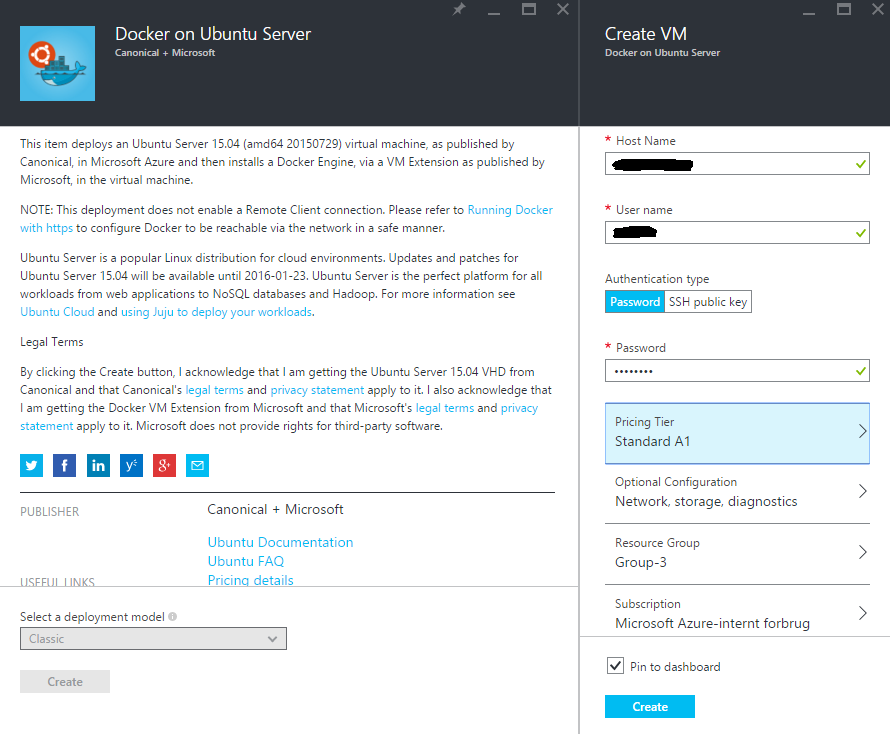 Docker on Ubuntu Server
Canonical + Microsoft
This item deploys an Ubuntu Server 15.04 (amd64 20150729) virtual machine, as published by
Canonical, in Microsoft Azure and then installs a Docker Engine, via a VM Extension as published by
Microsoft, in the virtual machine.
NOTE: This deployment does not enable a Remote Client connection. Please refer to Running Docker
with https to configure Docker to be reachable via the network in a safe manner.
Ubuntu Server is a popular Linux distribution for cloud environments. Updates and patches for
Ubuntu Server 15.04 will be available until 2016-01-23. Ubuntu Server is the perfect platform for all
workloads from web applications to NoSQL databases and Hadoop. For more information see
Ubuntu Cloud and using Juju to deploy your workloads.
Legal Terms
By clicking the Create button, I acknowledge that I am getting the Ubuntu Server 15.04 VHD from
Canonical and that Canonical's legal terms and privacy statement apply to it. I also acknowledge that
I am getting the Docker VM Extension from Microsoft and that Microsoft's legal terms and privacy
statement apply to it. Microsoft does not provide rights for third-party software.
PUBLISHER
Canonical + Microsoft
Ubuntu Documentation
Ubuntu FAQ
USEFUL LINKS
Pricing details
Select a deployment model
Classic
Create
Create VM
Docker on Ubuntu Server
* Host Name
* User name
Authentication type
Password SSH public key
* Password
••••••••
Pricing Tier
Standard A1
Optional Configuration
Network, storage, diagnostics
Resource Group
Group-3
Subscription
Microsoft Azure-internt forbrug
Pin to dashboard
Create